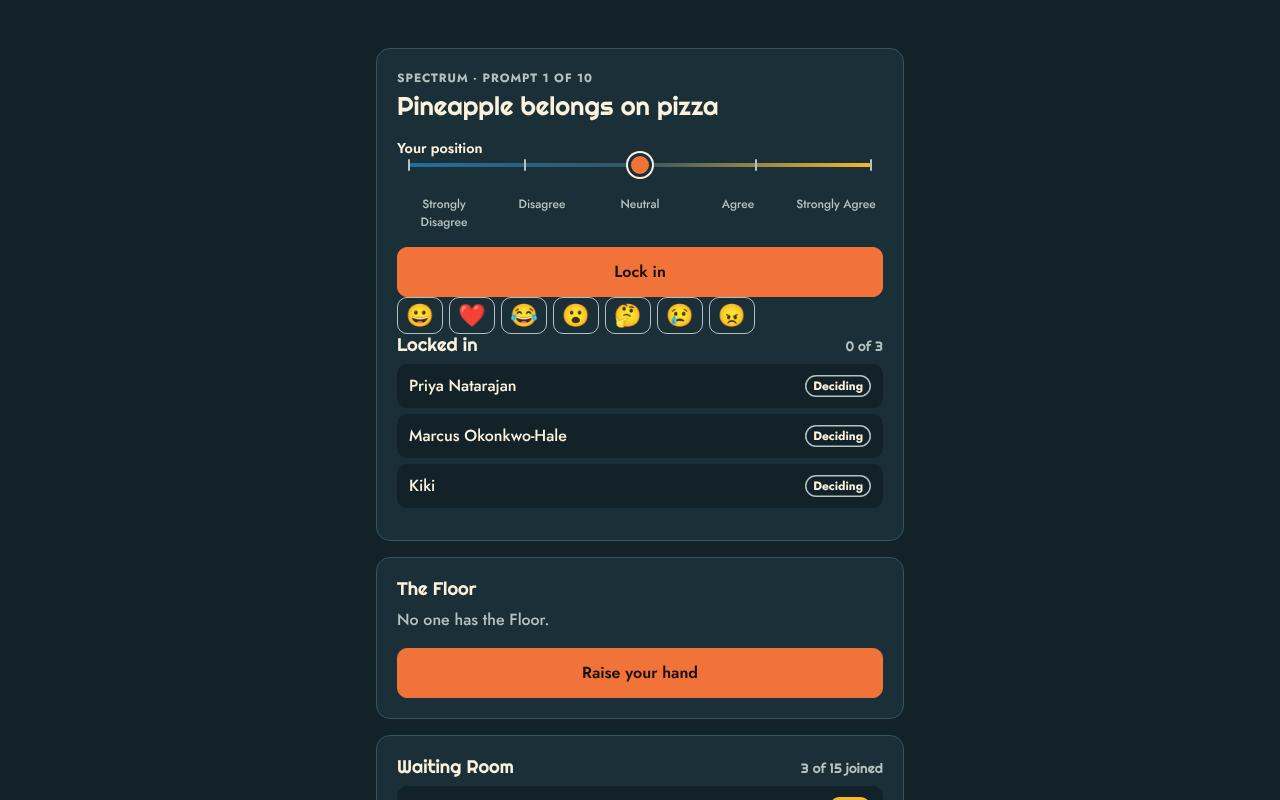 SPECTRUM · PROMPT 1 OF 10
Pineapple belongs on pizza
Your position
Strongly Disagree
Disagree
Neutral
Agree
Strongly Agree
Lock in
Locked in
0 of 3
Priya Natarajan
Deciding
Marcus Okonkwo-Hale
Deciding
Kiki
Deciding
The Floor
No one has the Floor.
Raise your hand
Waiting Room
3 of 15 joined